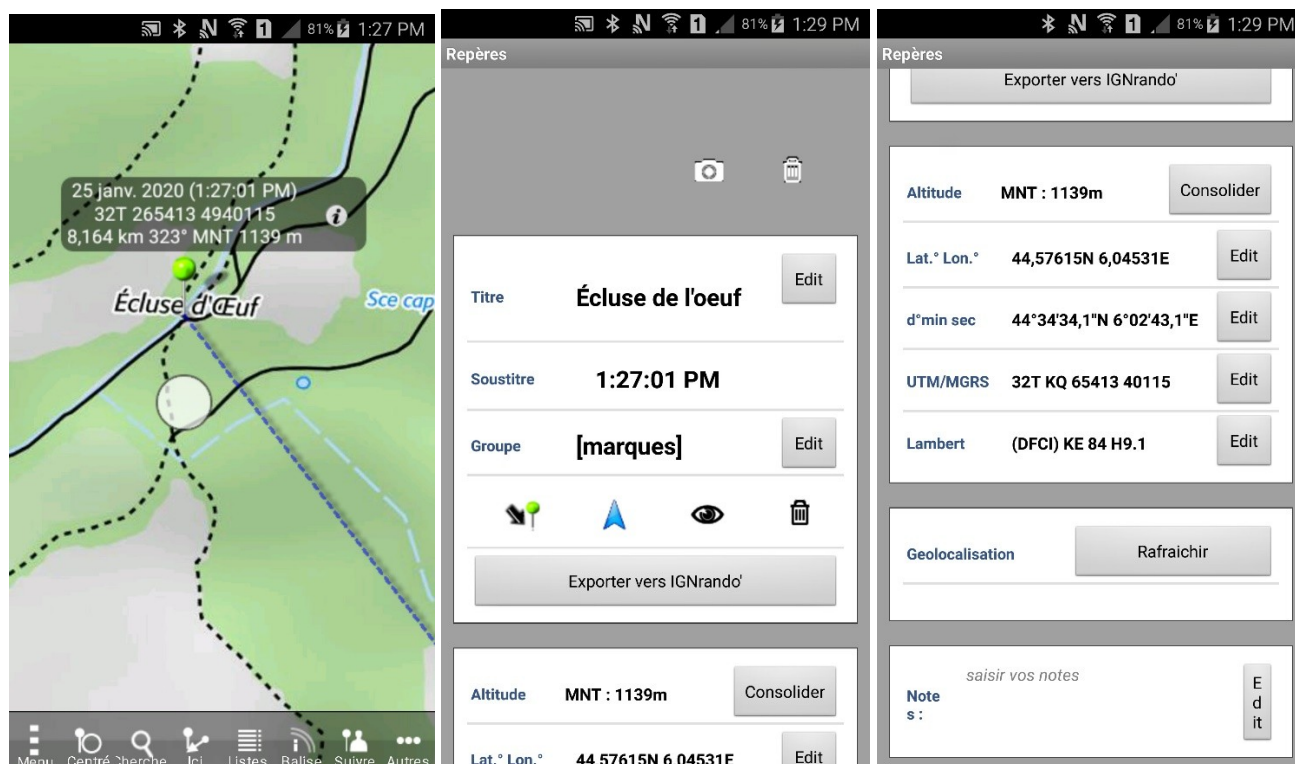 1 81% 1:27 PM
25 janv. 2020 (1:27:01 PM)
32T 265413 4940115
8,164 km 323° MNT 1139 m
i
Écluse d'Œuf
Sce cap
Menu Centré Cherche Ici Listes Balise Suivre Autres
1 81% 1:29 PM
Repères
Titre Écluse de l'oeuf Edit
Soustitre 1:27:01 PM
Groupe [marques] Edit
Exporter vers IGNrando'
Altitude MNT : 1139m Consolider
Lat.° Lon.° 44,57615N 6,04531E Edit
1 81% 1:29 PM
Repères
Exporter vers IGNrando'
Altitude MNT : 1139m Consolider
Lat.° Lon.° 44,57615N 6,04531E Edit
d°min sec 44°34'34,1"N 6°02'43,1"E Edit
UTM/MGRS 32T KQ 65413 40115 Edit
Lambert (DFCI) KE 84 H9.1 Edit
Geolocalisation Rafraichir
saisir vos notes
Note
s :
E
d
it